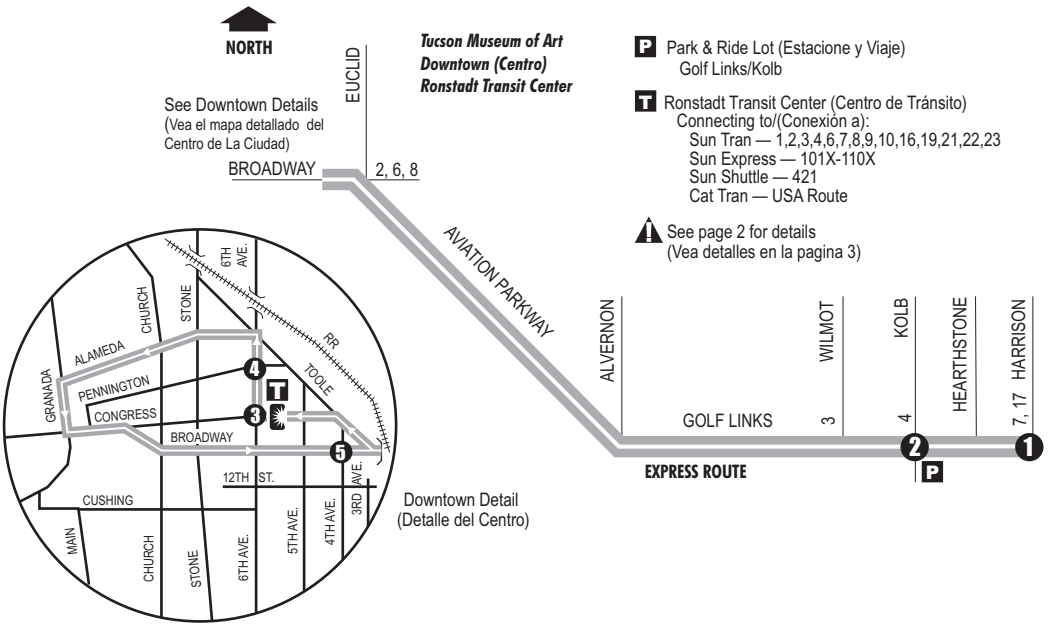 NORTH
Tucson Museum of Art
Downtown (Centro)
Ronstadt Transit Center
P Park & Ride Lot (Estacione y Viaje)
Golf Links/Kolb
T Ronstadt Transit Center (Centro de Tránsito)
Connecting to/(Conexión a):
Sun Tran — 1,2,3,4,6,7,8,9,10,16,19,21,22,23
Sun Express — 101X-110X
Sun Shuttle — 421
Cat Tran — USA Route
! See page 2 for details
(Vea detalles en la pagina 3)
See Downtown Details
(Vea el mapa detallado del
Centro de La Ciudad)
EUCLID
BROADWAY
2, 6, 8
AVIATION PARKWAY
ALVERNON
WILMOT
3
KOLB
4
HEARTHSTONE
7, 17 HARRISON
GOLF LINKS
EXPRESS ROUTE
2
P
1
6TH
AVE.
CHURCH
STONE
RR
ALAMEDA
TOOLE
GRANADA
PENNINGTON
4
T
CONGRESS
3
BROADWAY
5
12TH ST.
3RD AVE.
CUSHING
MAIN
CHURCH
STONE
6TH AVE.
5TH AVE.
4TH AVE.
Downtown Detail
(Detalle del Centro)